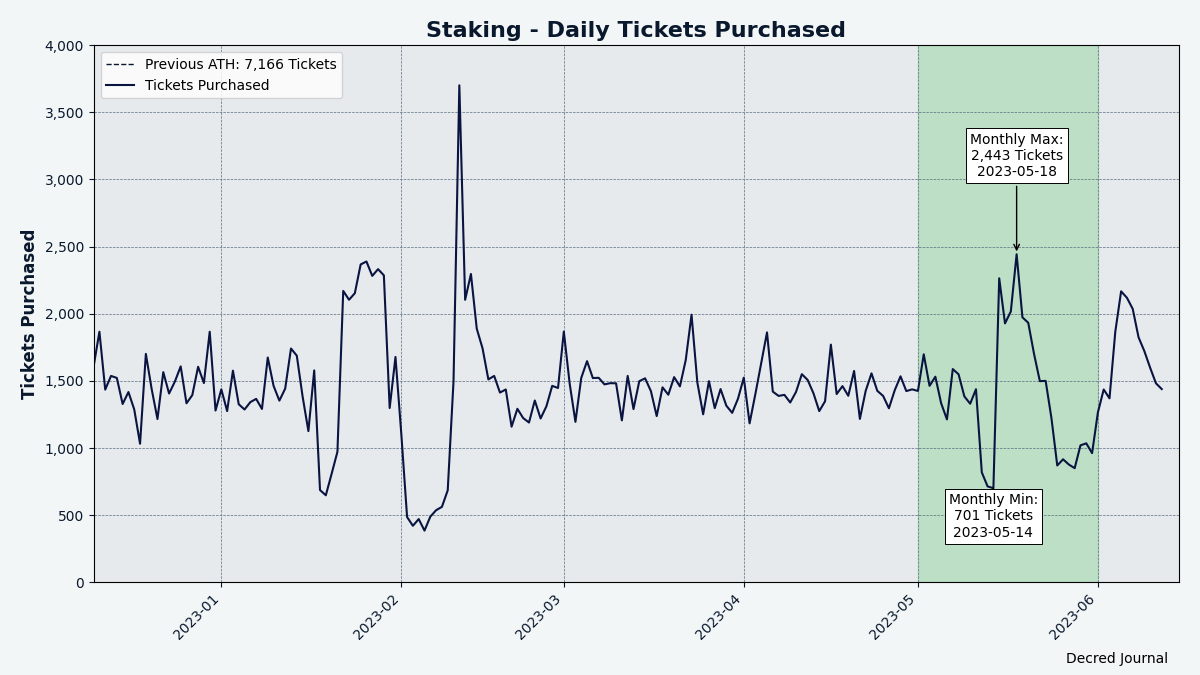 Staking - Daily Tickets Purchased
Previous ATH: 7,166 Tickets
Tickets Purchased
Tickets Purchased
4,000
3,500
3,000
2,500
2,000
1,500
1,000
500
0
Monthly Max:
2,443 Tickets
2023-05-18
Monthly Min:
701 Tickets
2023-05-14
2023-01
2023-02
2023-03
2023-04
2023-05
2023-06
Decred Journal